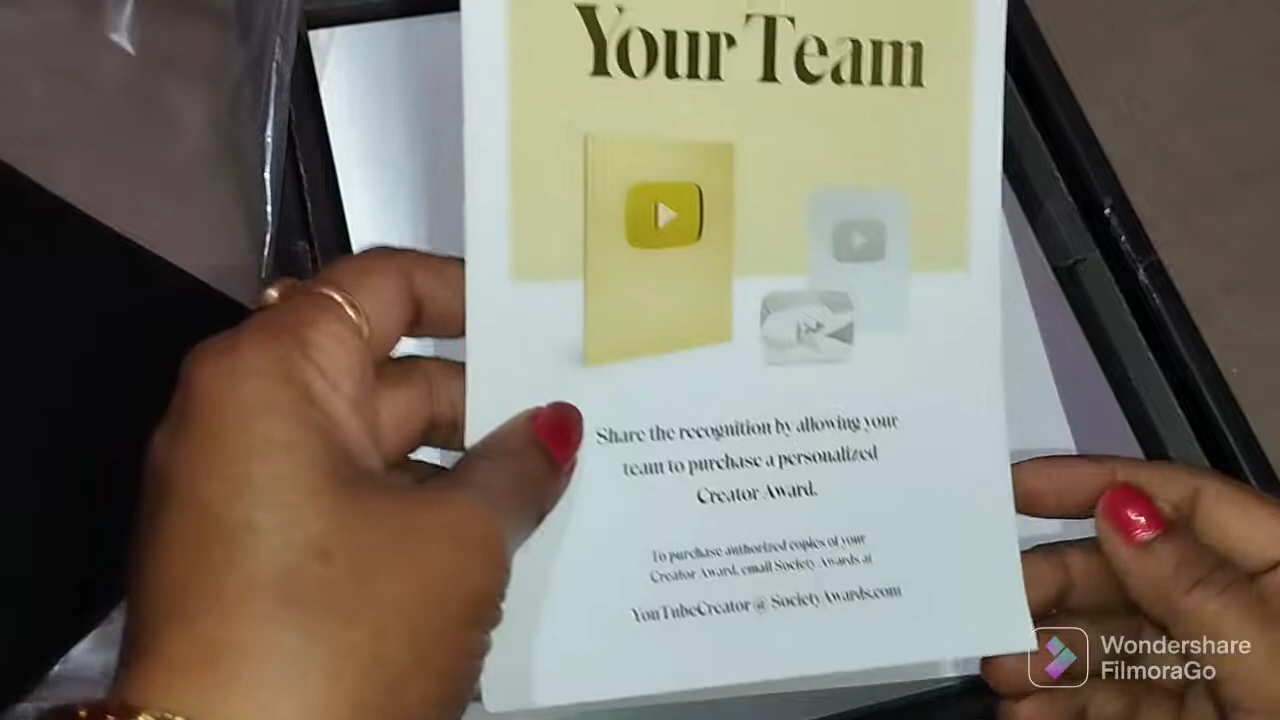 Your Team
Share the recognition by allowing your
team to purchase a personalized
Creator Award.
To purchase authorized copies of your
Creator Award, email Society Awards at
YouTubeCreator @ SocietyAwards.com
Wondershare
FilmoraGo